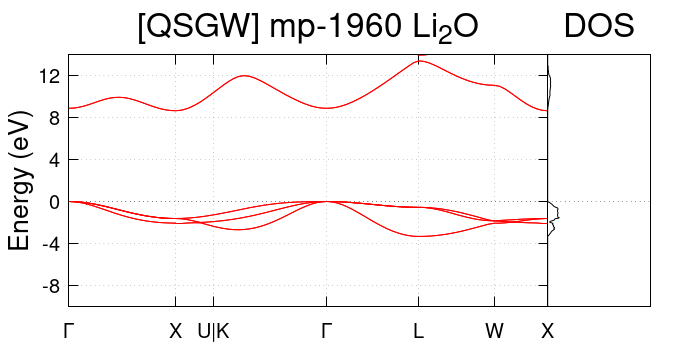 [QSGW] mp-1960 Li₂O DOS
Energy (eV)
12
8
4
0
-4
-8
Γ X U|K Γ L W X